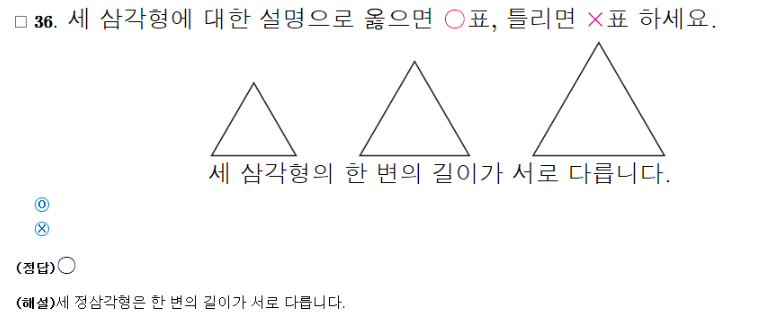 □ 36. 세 삼각형에 대한 설명으로 옳으면 ○표, 틀리면 ×표 하세요.
세 삼각형의 한 변의 길이가 서로 다릅니다.
Ⓞ
Ⓧ
(정답)○
(해설)세 정삼각형은 한 변의 길이가 서로 다릅니다.